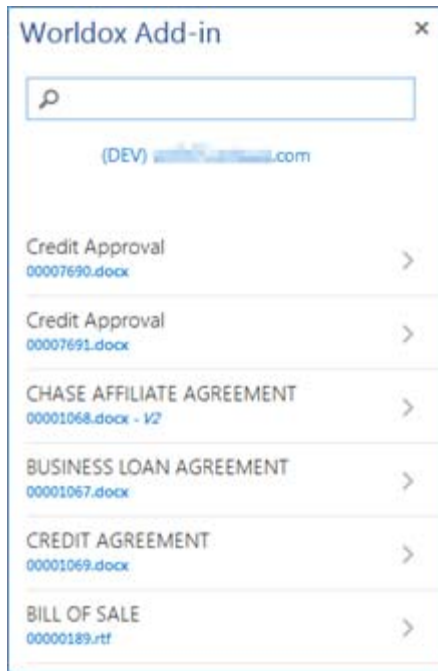 Worldox Add-in
(DEV) .com
Credit Approval
00007690.docx
Credit Approval
00007691.docx
CHASE AFFILIATE AGREEMENT
00001068.docx - V2
BUSINESS LOAN AGREEMENT
00001067.docx
CREDIT AGREEMENT
00001069.docx
BILL OF SALE
00000189.rtf